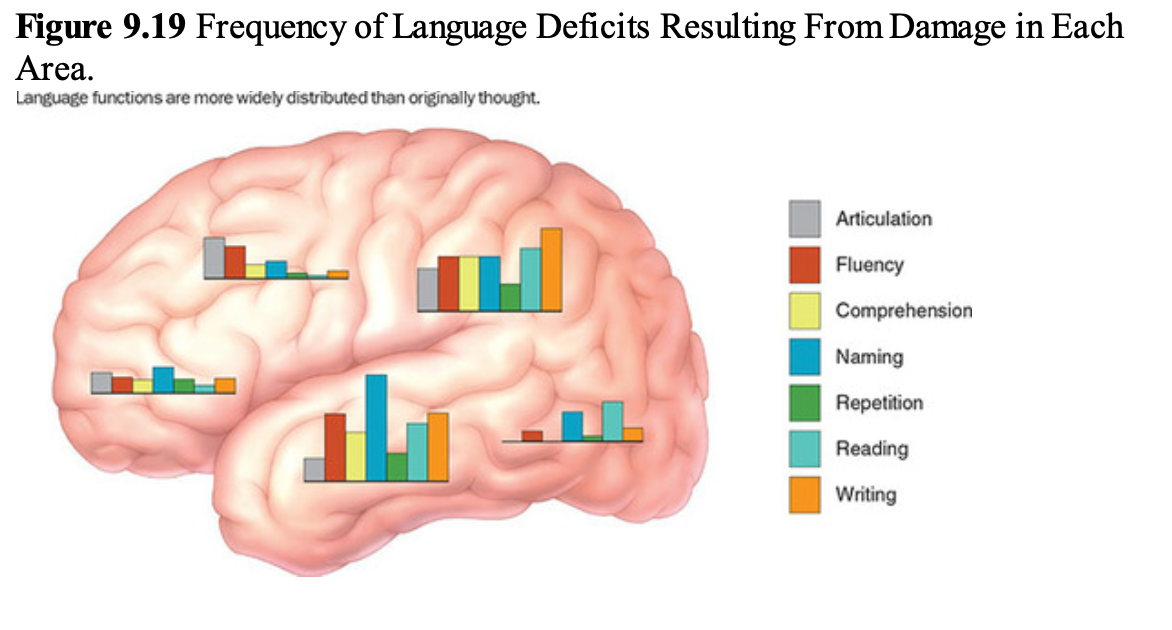 Figure 9.19 Frequency of Language Deficits Resulting From Damage in Each
Area.
Language functions are more widely distributed than originally thought.
Articulation
Fluency
Comprehension
Naming
Repetition
Reading
Writing